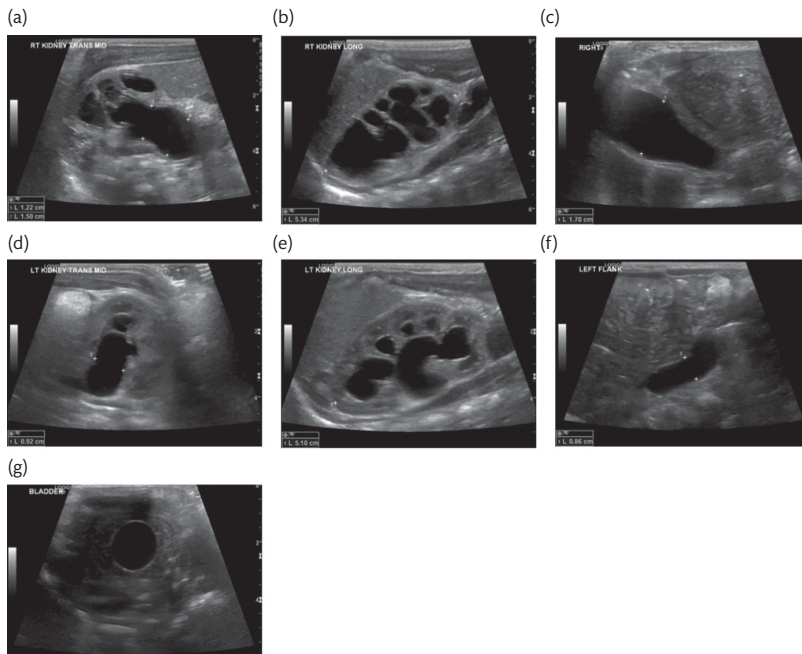 (a)
RT KIDNEY TRANS MID
L 1.22 cm
L 1.50 cm
(b)
RT KIDNEY LONG
L 5.34 cm
(c)
RIGHT
L 1.70 cm
(d)
LT KIDNEY TRANS MID
L 0.92 cm
(e)
LT KIDNEY LONG
L 5.10 cm
(f)
LEFT FLANK
L 0.86 cm
(g)
BLADDER